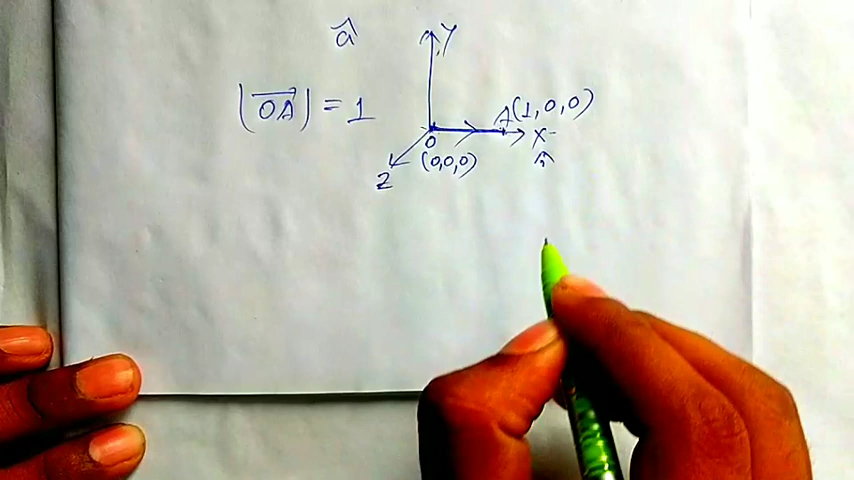 â
Y
|OA⃗| = 1
A(1,0,0)
O
X
(0,0,0)
Z
î